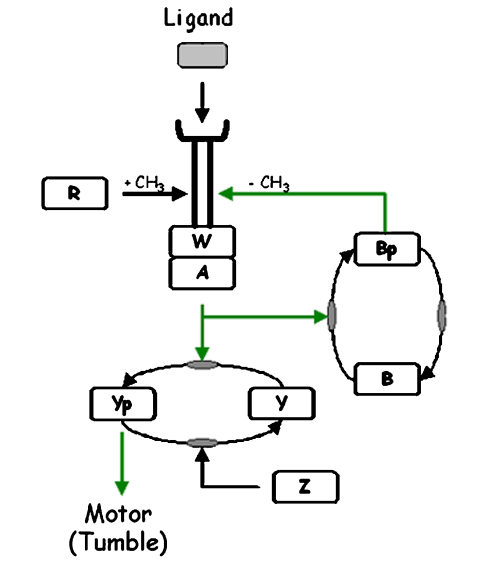 Ligand
R
+ CH3
- CH3
W
A
Bp
B
Yp
Y
Z
Motor
(Tumble)